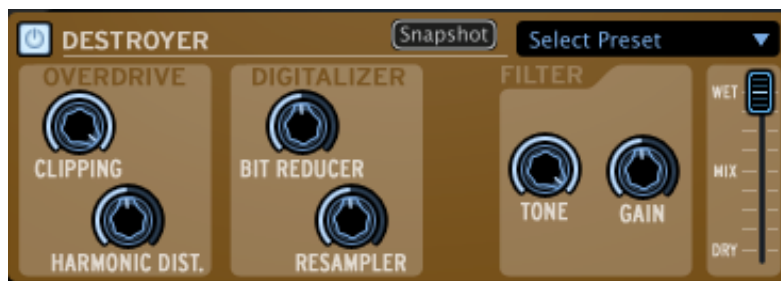 DESTROYER
Snapshot
Select Preset
OVERDRIVE
CLIPPING
HARMONIC DIST.
DIGITALIZER
BIT REDUCER
RESAMPLER
FILTER
TONE
GAIN
WET
MIX
DRY